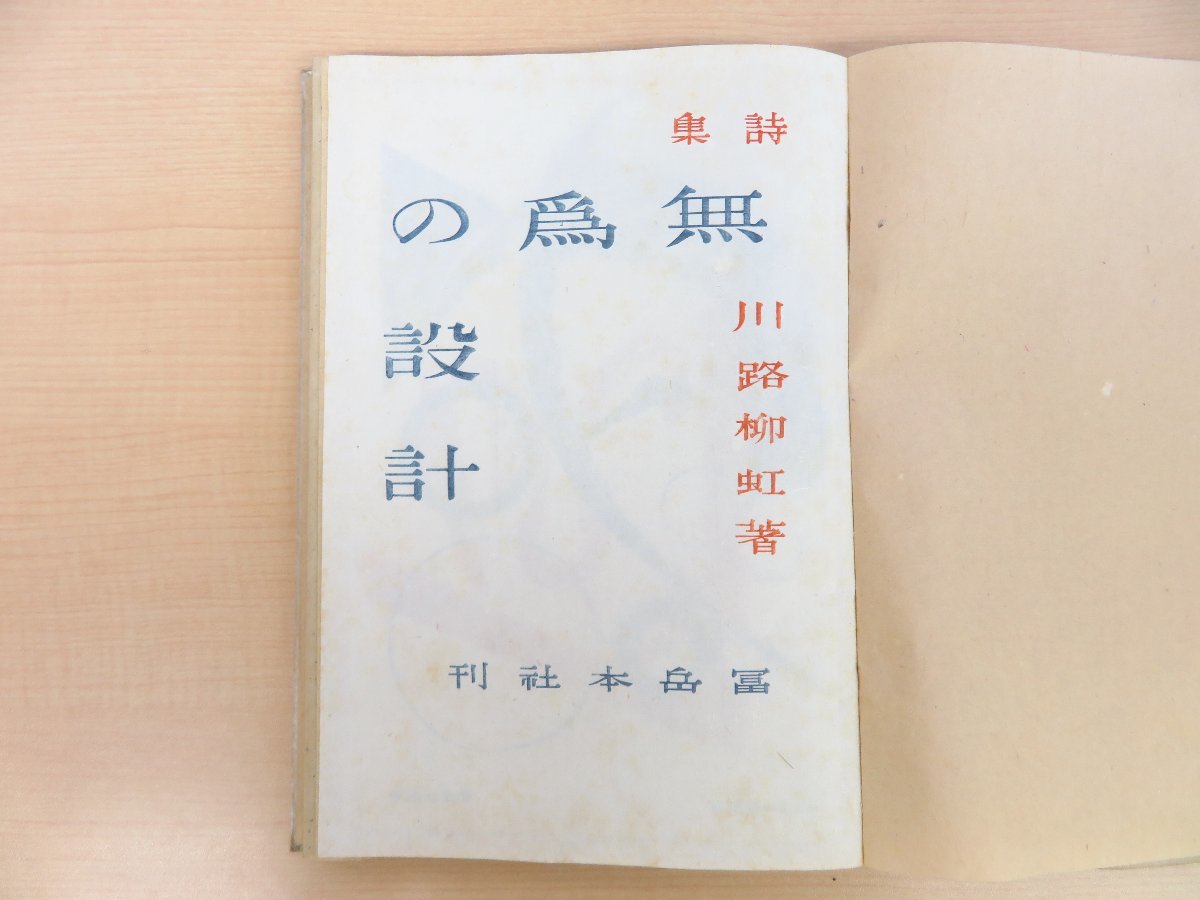 詩集
無爲の
設計
川路柳虹著
冨岳本社刊